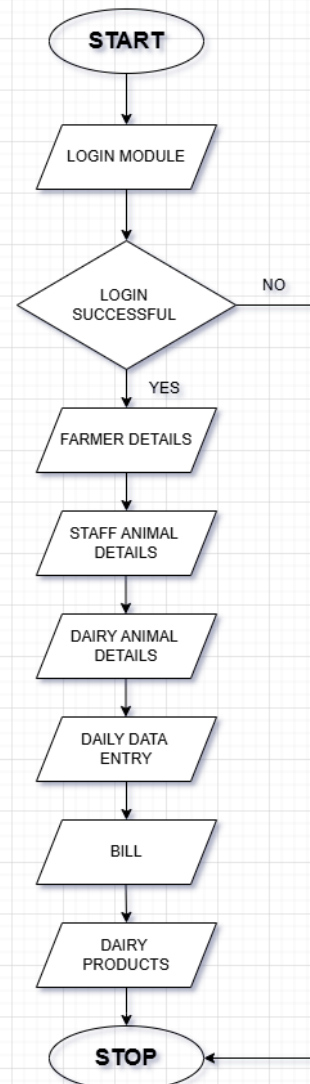 START
LOGIN MODULE
LOGIN
SUCCESSFUL
NO
YES
FARMER DETAILS
STAFF ANIMAL
DETAILS
DAIRY ANIMAL
DETAILS
DAILY DATA
ENTRY
BILL
DAIRY
PRODUCTS
STOP